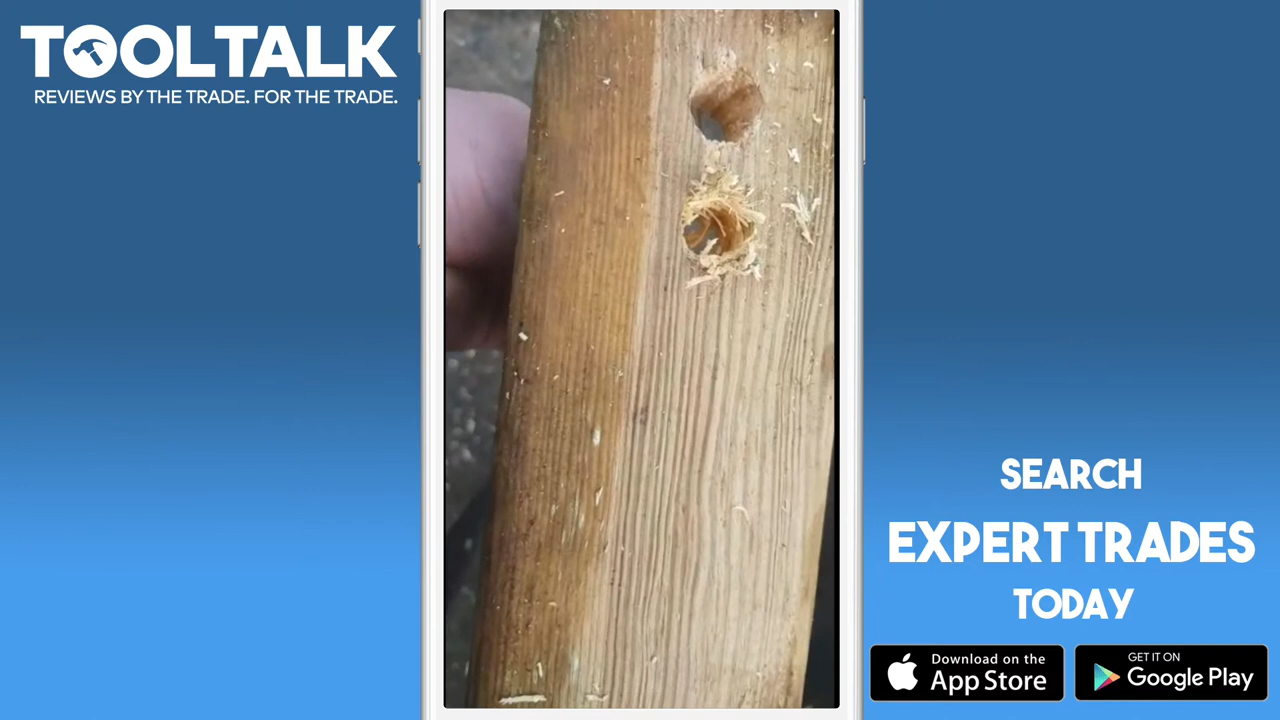 TOOLTALK
REVIEWS BY THE TRADE. FOR THE TRADE.
SEARCH
EXPERT TRADES
TODAY
Download on the
App Store
GET IT ON
Google Play